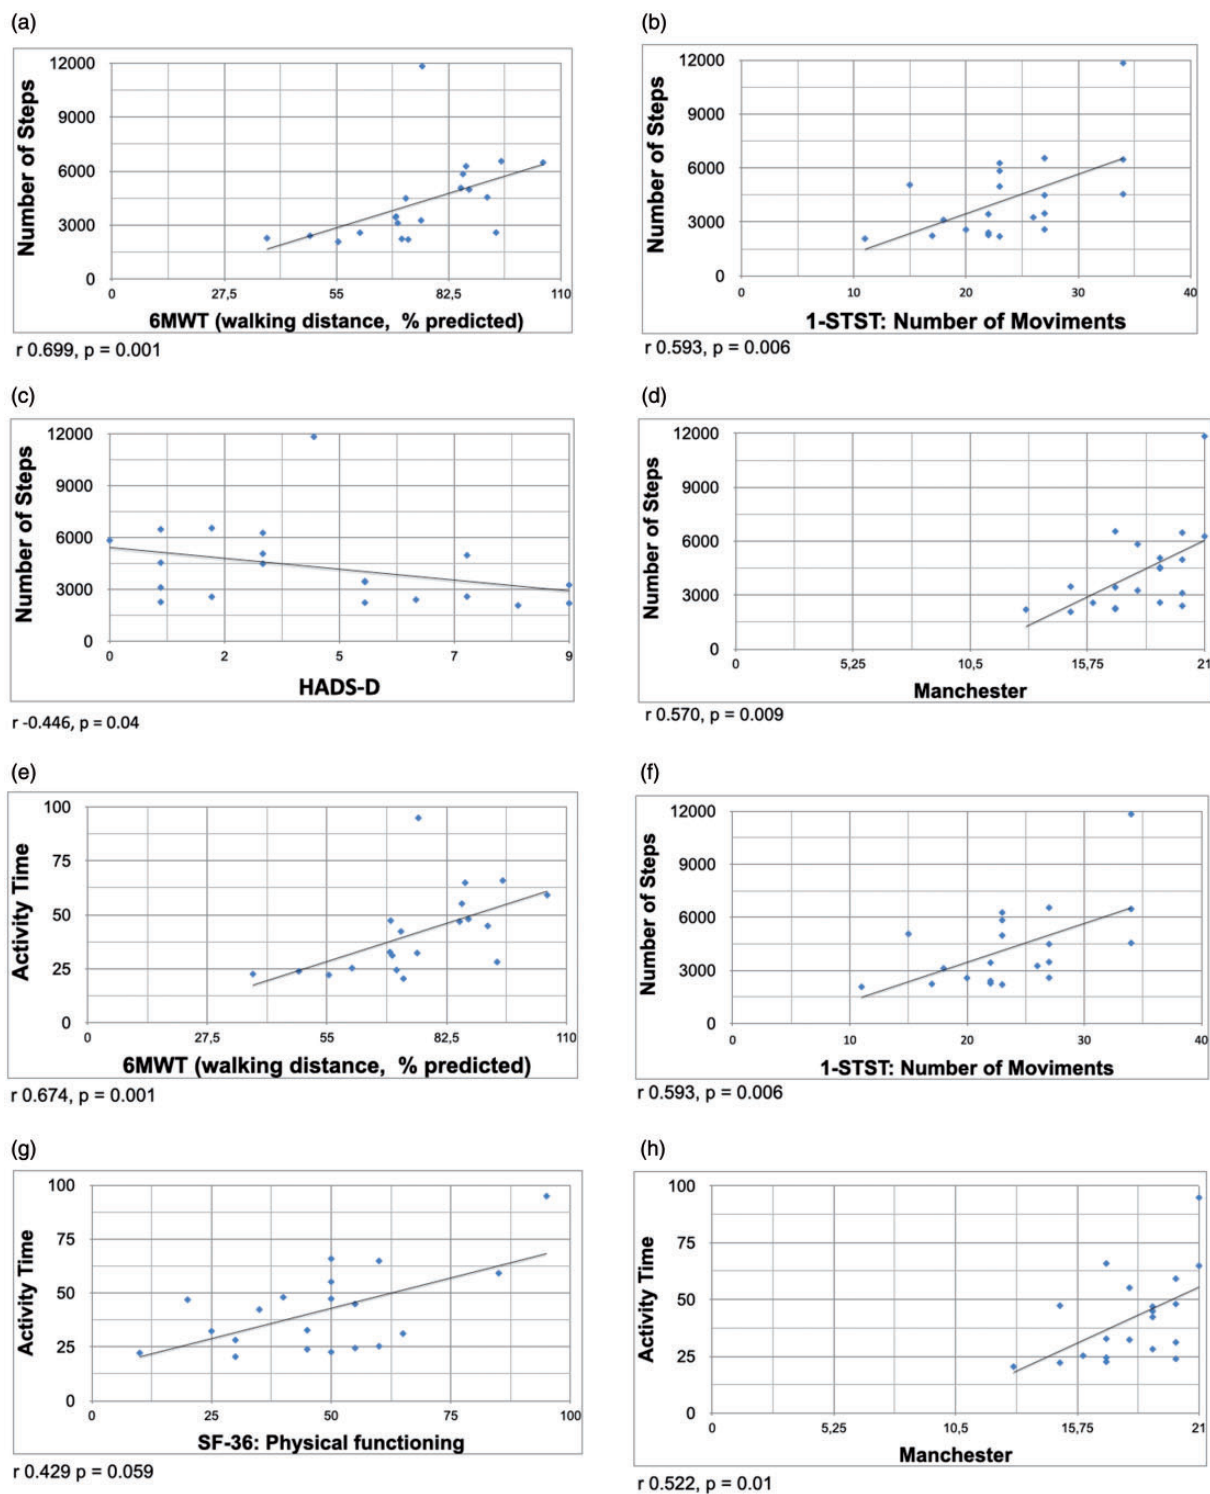 (a)
12000
9000
6000
3000
0
Number of Steps
0 27,5 55 82,5 110
6MWT (walking distance, % predicted)
r 0.699, p = 0.001
(b)
12000
9000
6000
3000
0
Number of Steps
0 10 20 30 40
1-STST: Number of Moviments
r 0.593, p = 0.006
(c)
12000
9000
6000
3000
0
Number of Steps
0 2 5 7 9
HADS-D
r -0.446, p = 0.04
(d)
12000
9000
6000
3000
0
Number of Steps
0 5,25 10,5 15,75 21
Manchester
r 0.570, p = 0.009
(e)
100
75
50
25
0
Activity Time
0 27,5 55 82,5 110
6MWT (walking distance, % predicted)
r 0.674, p = 0.001
(f)
12000
9000
6000
3000
0
Number of Steps
0 10 20 30 40
1-STST: Number of Moviments
r 0.593, p = 0.006
(g)
100
75
50
25
0
Activity Time
0 25 50 75 100
SF-36: Physical functioning
r 0.429 p = 0.059
(h)
100
75
50
25
0
Activity Time
0 5,25 10,5 15,75 21
Manchester
r 0.522, p = 0.01